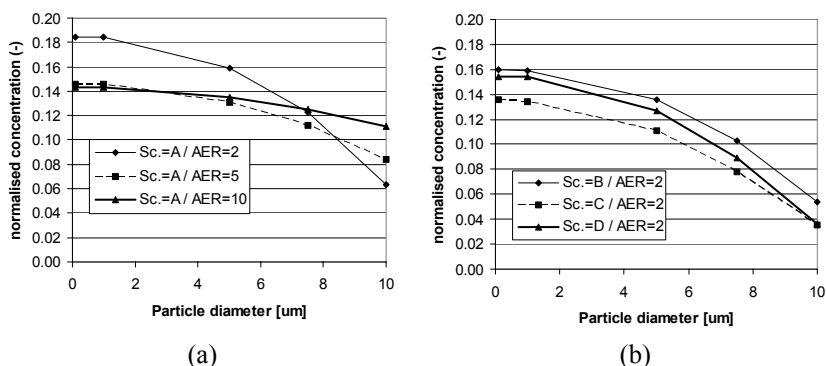 normalised concentration (-)
0.20
0.18
0.16
0.14
0.12
0.10
0.08
0.06
0.04
0.02
0.00
Sc.=A / AER=2
Sc.=A / AER=5
Sc.=A / AER=10
0 2 4 6 8 10
Particle diameter [um]
(a)
normalised concentration (-)
0.20
0.18
0.16
0.14
0.12
0.10
0.08
0.06
0.04
0.02
0.00
Sc.=B / AER=2
Sc.=C / AER=2
Sc.=D / AER=2
0 2 4 6 8 10
Particle diameter [um]
(b)